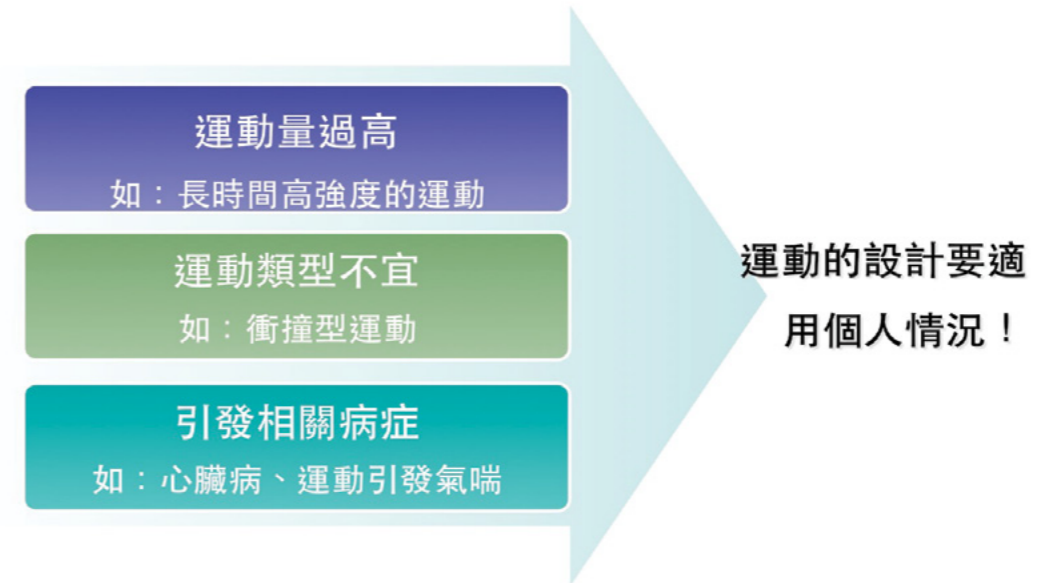 運動量過高
如：長時間高強度的運動
運動類型不宜
如：衝撞型運動
引發相關病症
如：心臟病、運動引發氣喘
運動的設計要適
用個人情況！